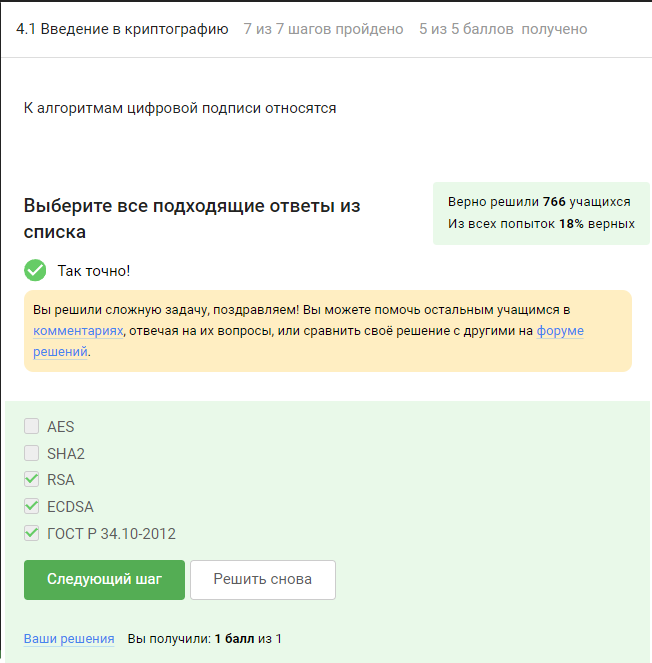 4.1 Введение в криптографию 7 из 7 шагов пройдено 5 из 5 баллов получено
К алгоритмам цифровой подписи относятся
Выберите все подходящие ответы из
списка
Верно решили 766 учащихся
Из всех попыток 18% верных
Так точно!
Вы решили сложную задачу, поздравляем! Вы можете помочь остальным учащимся в
комментариях, отвечая на их вопросы, или сравнить своё решение с другими на форуме
решений.
AES
SHA2
RSA
ECDSA
ГОСТ Р 34.10-2012
Следующий шаг
Решить снова
Ваши решения Вы получили: 1 балл из 1